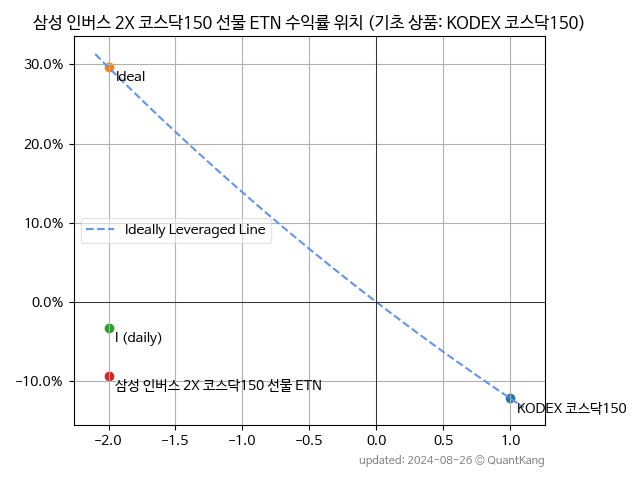 삼성 인버스 2X 코스닥150 선물 ETN 수익률 위치 (기초 상품: KODEX 코스닥150)
30.0%
20.0%
10.0%
0.0%
−10.0%
Ideal
Ideally Leveraged Line
I (daily)
삼성 인버스 2X 코스닥150 선물 ETN
KODEX 코스닥150
−2.0 −1.5 −1.0 −0.5 0.0 0.5 1.0
updated: 2024-08-26 © QuantKang